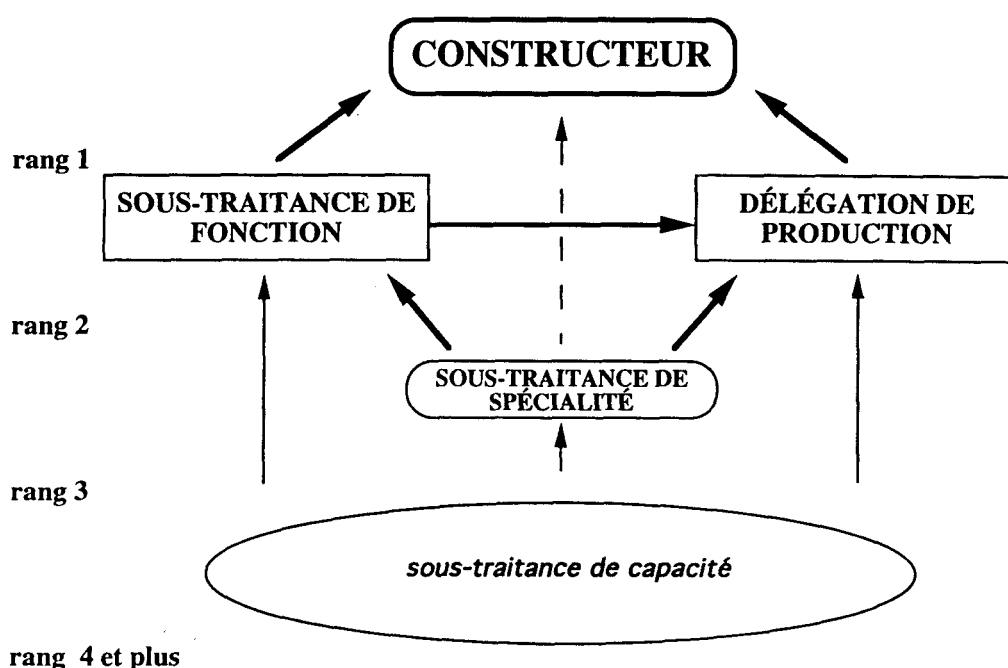 CONSTRUCTEUR
rang 1
SOUS-TRAITANCE DE
FONCTION
DÉLÉGATION DE
PRODUCTION
rang 2
SOUS-TRAITANCE DE
SPÉCIALITÉ
rang 3
sous-traitance de capacité
rang 4 et plus